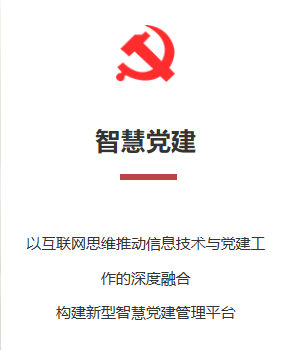 智慧党建
以互联网思维推动信息技术与党建工
作的深度融合
构建新型智慧党建管理平台